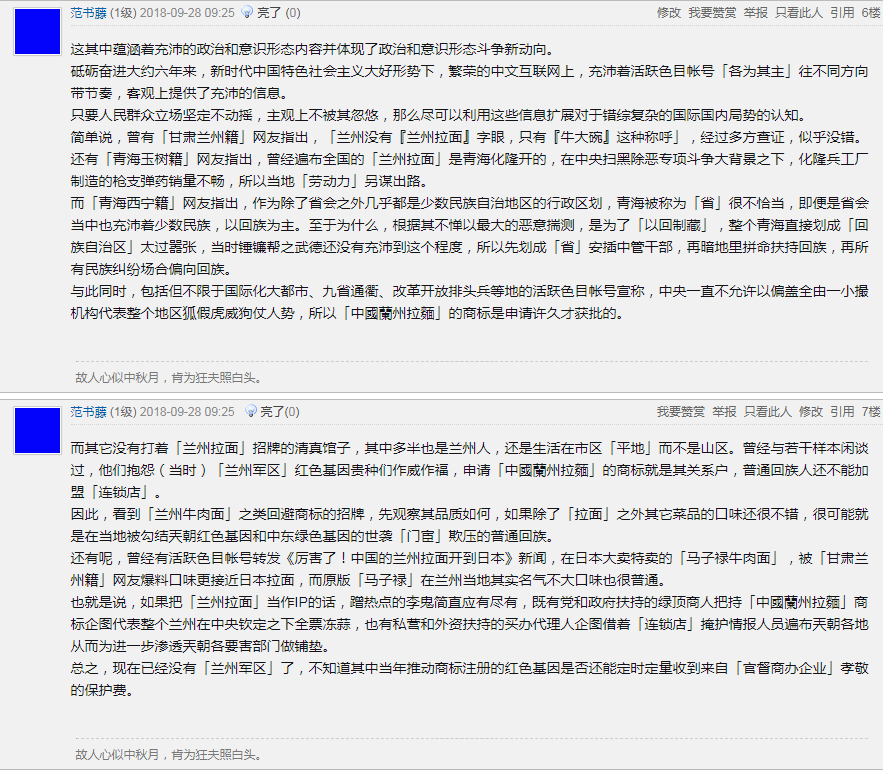 范书藤 (1级) 2018-09-28 09:25 亮了 (0) 修改 我要赞赏 举报 只看此人 引用 6楼
这其中蕴涵着充沛的政治和意识形态内容并体现了政治和意识形态斗争新动向。
砥砺奋进大约六年来，新时代中国特色社会主义大好形势下，繁荣的中文互联网上，充沛着活跃色目帐号「各为其主」往不同方向
带节奏，客观上提供了充沛的信息。
只要人民群众立场坚定不动摇，主观上不被其忽悠，那么尽可以利用这些信息扩展对于错综复杂的国际国内局势的认知。
简单说，曾有「甘肃兰州籍」网友指出，「兰州没有『兰州拉面』字眼，只有『牛大碗』这种称呼」，经过多方查证，似乎没错。
还有「青海玉树籍」网友指出，曾经遍布全国的「兰州拉面」是青海化隆开的，在中央扫黑除恶专项斗争大背景之下，化隆兵工厂
制造的枪支弹药销量不畅，所以当地「劳动力」另谋出路。
而「青海西宁籍」网友指出，作为除了省会之外几乎都是少数民族自治地区的行政区划，青海被称为「省」很不恰当，即便是省会
当中也充沛着少数民族，以回族为主。至于为什么，根据其不惮以最大的恶意揣测，是为了「以回制藏」，整个青海直接划成「回
族自治区」太过嚣张，当时锤镰帮之武德还没有充沛到这个程度，所以先划成「省」安插中管干部，再暗地里拼命扶持回族，再所
有民族纠纷场合偏向回族。
与此同时，包括但不限于国际化大都市、九省通衢、改革开放排头兵等地的活跃色目帐号宣称，中央一直不允许以偏盖全由一小撮
机构代表整个地区狐假虎威狗仗人势，所以「中國蘭州拉麵」的商标是申请许久才获批的。
故人心似中秋月，肯为狂夫照白头。
范书藤 (1级) 2018-09-28 09:25 亮了(0) 我要赞赏 举报 只看此人 修改 引用 7楼
而其它没有打着「兰州拉面」招牌的清真馆子，其中多半也是兰州人，还是生活在市区「平地」而不是山区。曾经与若干样本闲谈
过，他们抱怨（当时）「兰州军区」红色基因贵种们作威作福，申请「中國蘭州拉麵」的商标就是其关系户，普通回族人还不能加
盟「连锁店」。
因此，看到「兰州牛肉面」之类回避商标的招牌，先观察其品质如何，如果除了「拉面」之外其它菜品的口味还很不错，很可能就
是在当地被勾结天朝红色基因和中东绿色基因的世袭「门宦」欺压的普通回族。
还有呢，曾经有活跃色目帐号转发《厉害了！中国的兰州拉面开到日本》新闻，在日本大卖特卖的「马子禄牛肉面」，被「甘肃兰
州籍」网友爆料口味更接近日本拉面，而原版「马子禄」在兰州当地其实名气不大口味也很普通。
也就是说，如果把「兰州拉面」当作IP的话，蹭热点的李鬼简直应有尽有，既有党和政府扶持的绿顶商人把持「中國蘭州拉麵」商
标企图代表整个兰州在中央钦定之下全票冻蒜，也有私营和外资扶持的买办代理人企图借着「连锁店」掩护情报人员遍布天朝各地
从而为进一步渗透天朝各要害部门做铺垫。
总之，现在已经没有「兰州军区」了，不知道其中当年推动商标注册的红色基因是否还能定时定量收到来自「官督商办企业」孝敬
的保护费。
故人心似中秋月，肯为狂夫照白头。